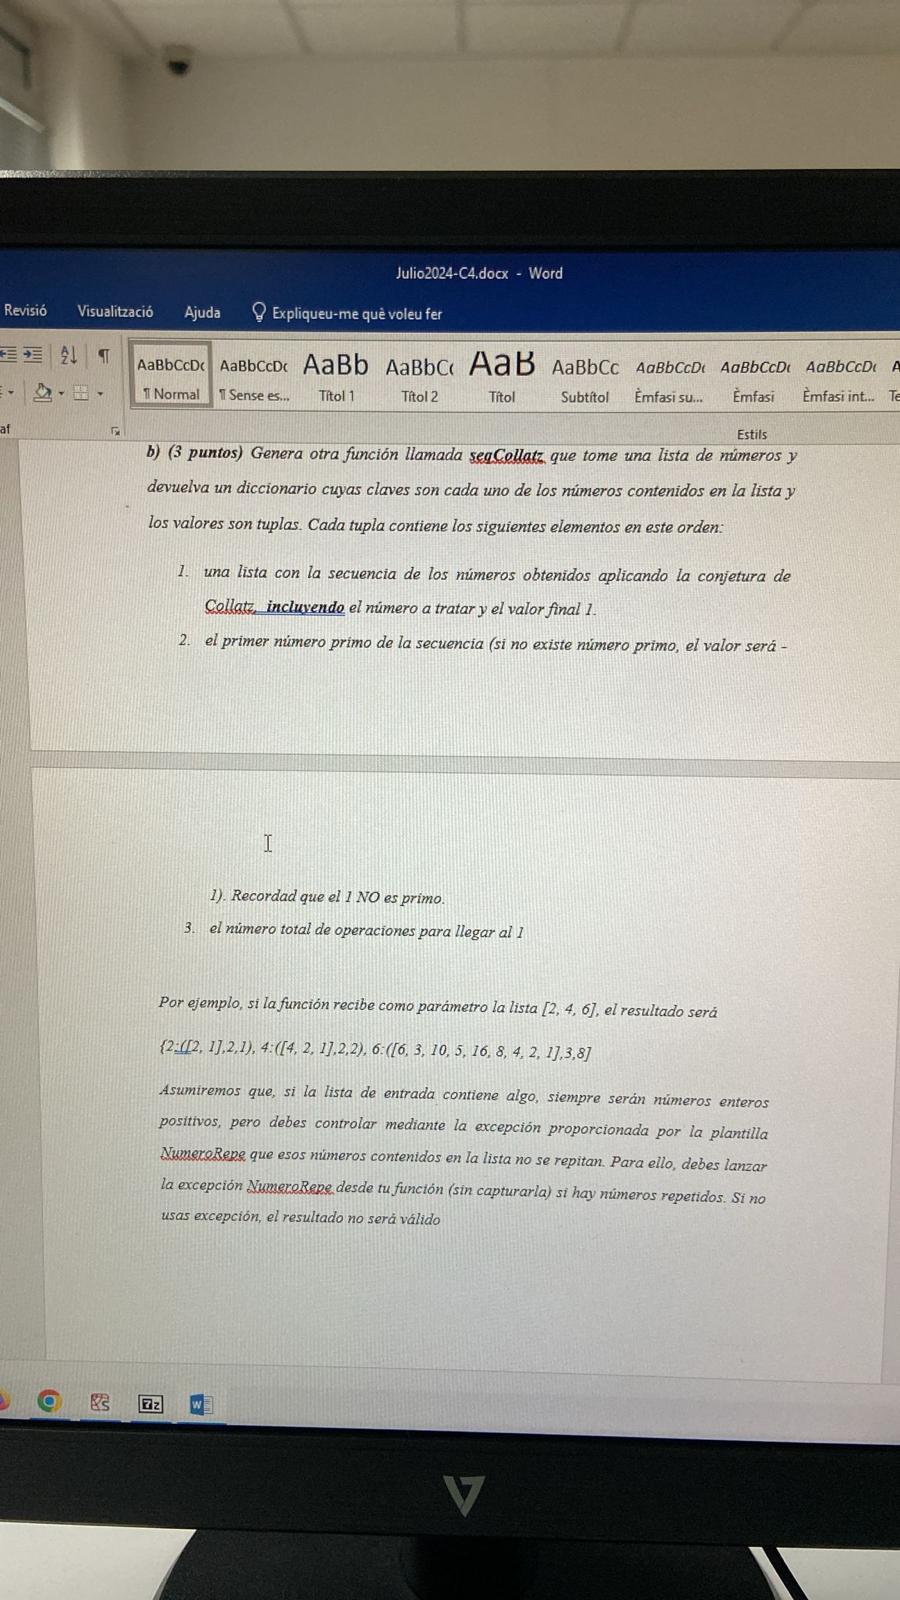 Julio2024-C4.docx - Word
Revisió Visualització Ajuda Expliqueu-me què voleu fer
AaBbCcDc AaBbCcDc AaBb AaBbCc AaB AaBbCc AaBbCcDc AaBbCcDc AaBbCcDc
¶ Normal ¶ Sense es... Títol 1 Títol 2 Títol Subtítol Èmfasi su... Èmfasi Èmfasi int...
af Estils
b) (3 puntos) Genera otra función llamada seqCollatz que tome una lista de números y
devuelva un diccionario cuyas claves son cada uno de los números contenidos en la lista y
los valores son tuplas. Cada tupla contiene los siguientes elementos en este orden:
1. una lista con la secuencia de los números obtenidos aplicando la conjetura de
Collatz, incluyendo el número a tratar y el valor final 1.
2. el primer número primo de la secuencia (si no existe número primo, el valor será -
1). Recordad que el 1 NO es primo.
3. el número total de operaciones para llegar al 1
Por ejemplo, si la función recibe como parámetro la lista [2, 4, 6], el resultado será
{2:([2, 1],2,1), 4:([4, 2, 1],2,2), 6:([6, 3, 10, 5, 16, 8, 4, 2, 1],3,8]
Asumiremos que, si la lista de entrada contiene algo, siempre serán números enteros
positivos, pero debes controlar mediante la excepción proporcionada por la plantilla
NumeroRepe que esos números contenidos en la lista no se repitan. Para ello, debes lanzar
la excepción NumeroRepe desde tu función (sin capturarla) si hay números repetidos. Si no
usas excepción, el resultado no será válido
7z W
V7